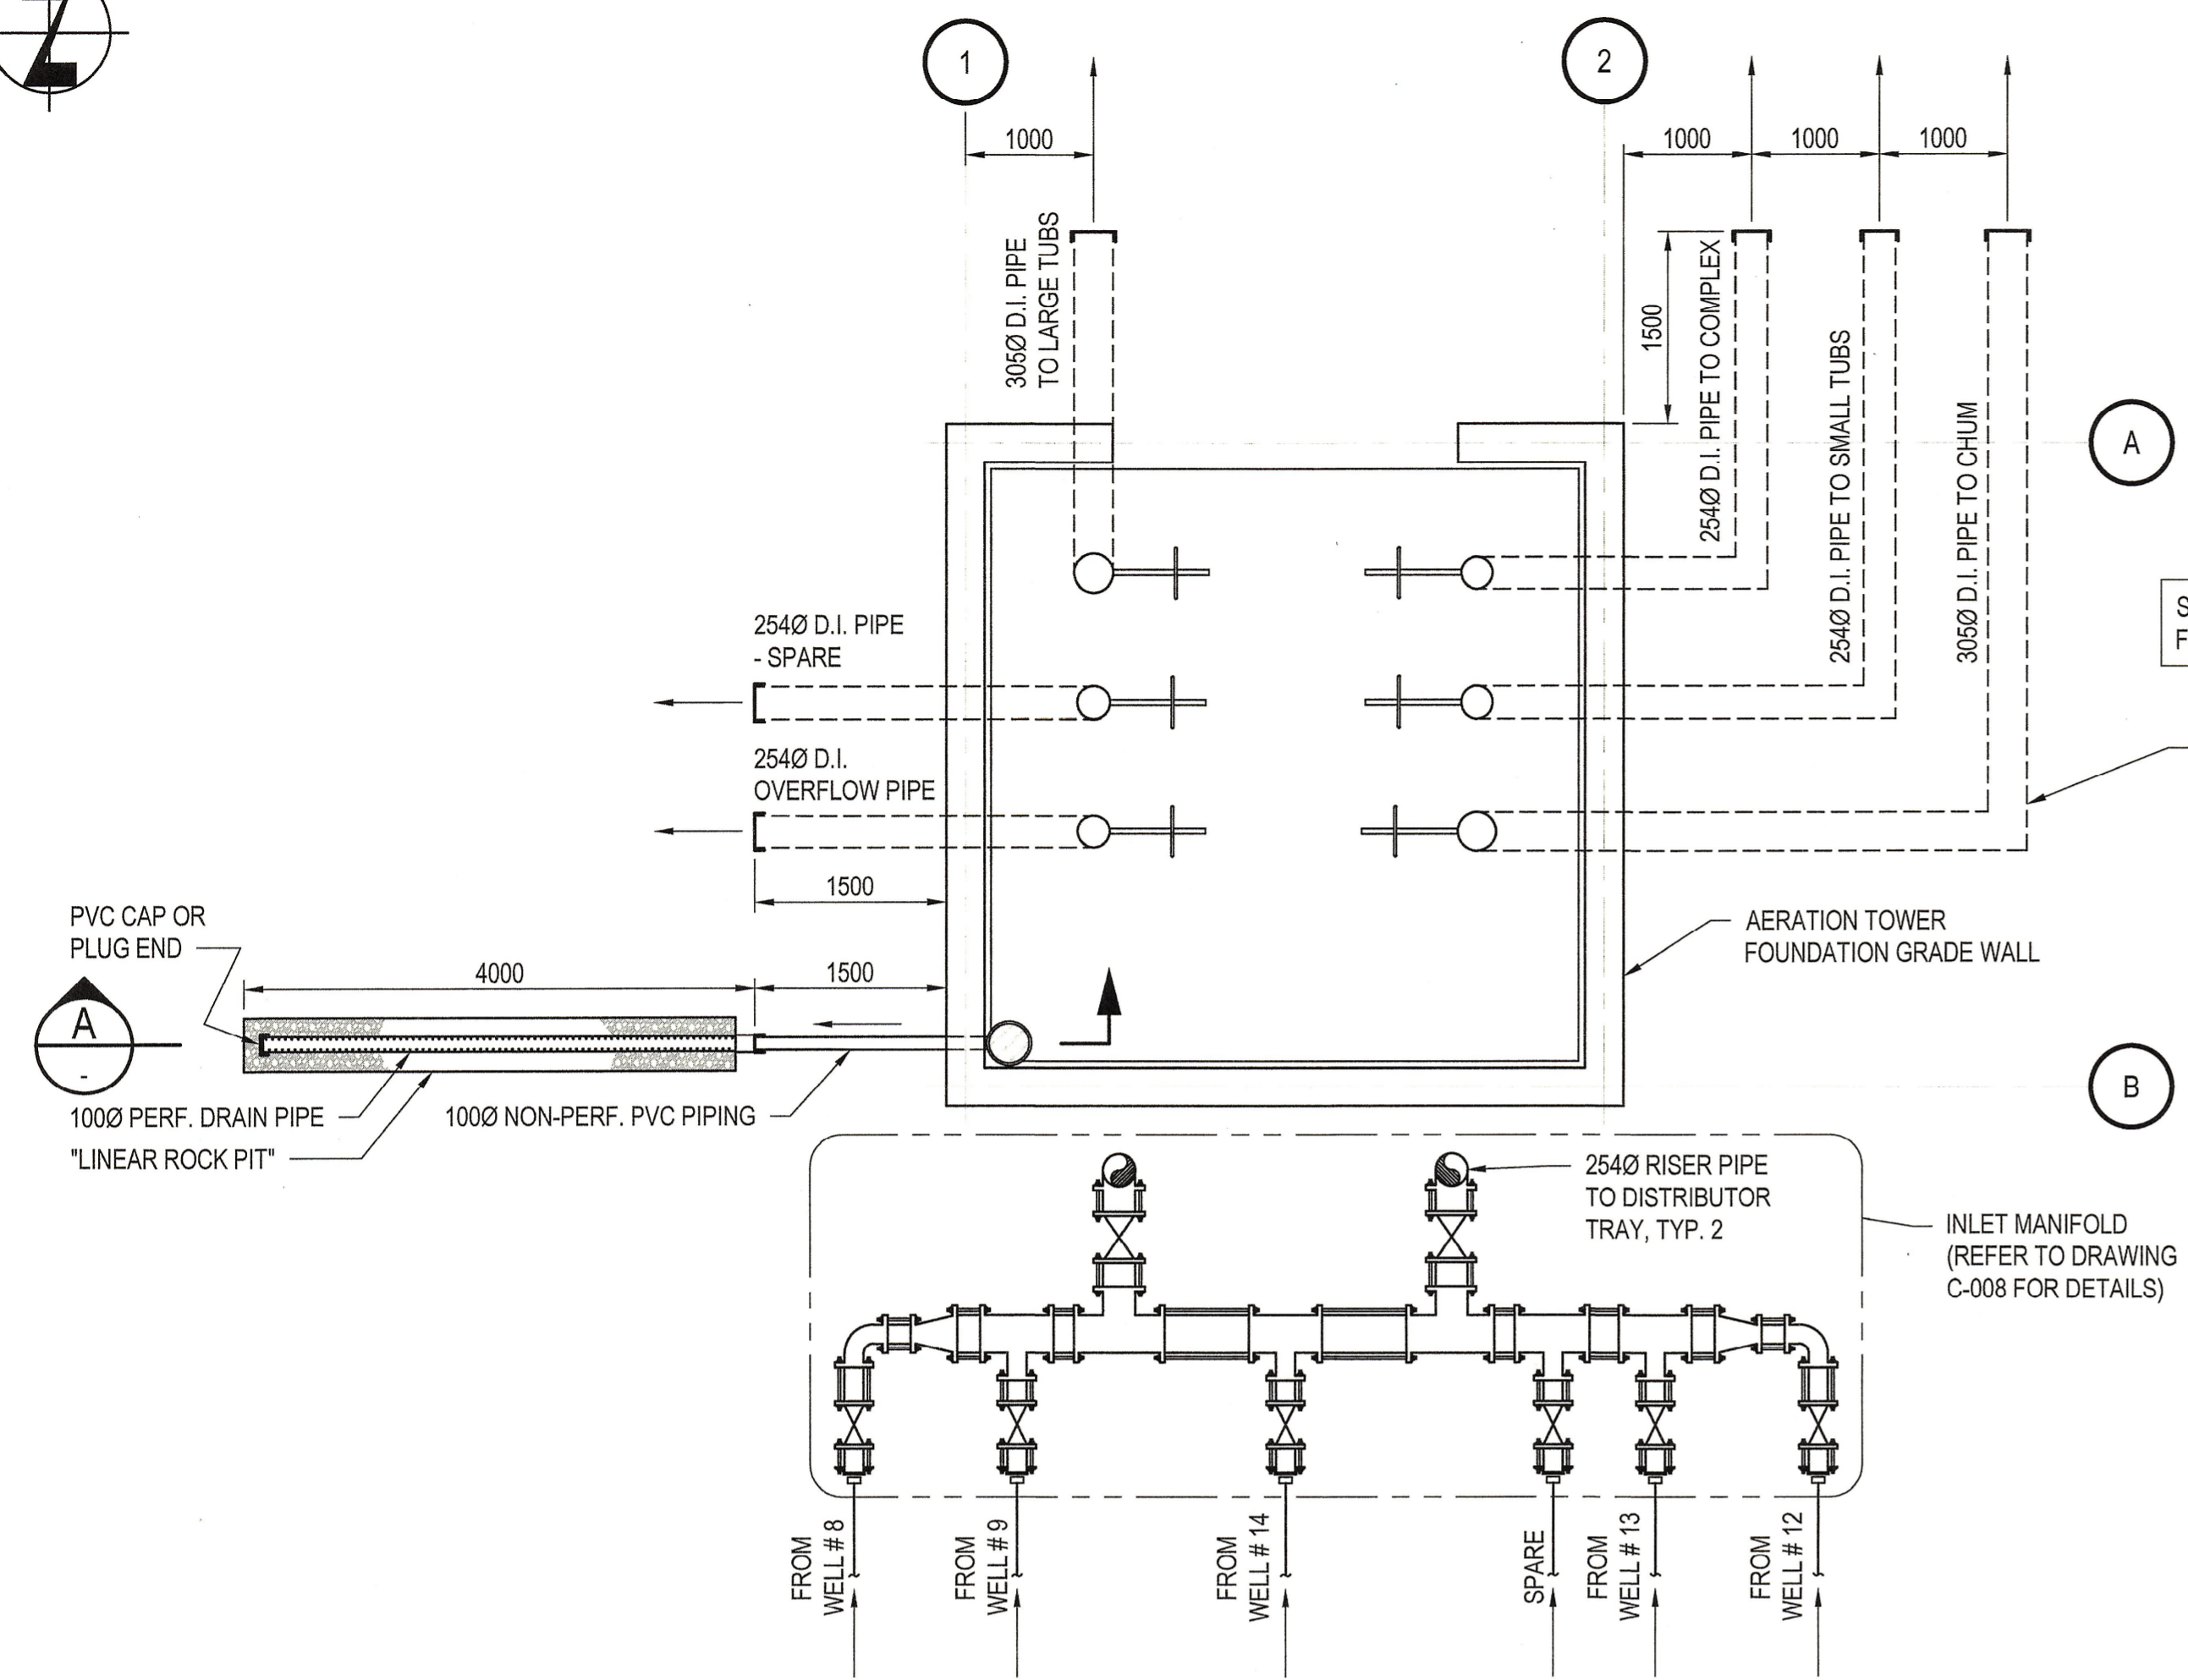 1
2
1000
1000
1000
1000
305Ø D.I. PIPE
TO LARGE TUBS
1500
254Ø D.I. PIPE TO COMPLEX
254Ø D.I. PIPE TO SMALL TUBS
305Ø D.I. PIPE TO CHUM
A
254Ø D.I. PIPE
- SPARE
254Ø D.I.
OVERFLOW PIPE
1500
PVC CAP OR
PLUG END
4000
1500
A
-
100Ø PERF. DRAIN PIPE
"LINEAR ROCK PIT"
100Ø NON-PERF. PVC PIPING
AERATION TOWER
FOUNDATION GRADE WALL
B
254Ø RISER PIPE
TO DISTRIBUTOR
TRAY, TYP. 2
INLET MANIFOLD
(REFER TO DRAWING
C-008 FOR DETAILS)
FROM
WELL # 8
FROM
WELL # 9
FROM
WELL # 14
SPARE
FROM
WELL # 13
FROM
WELL # 12